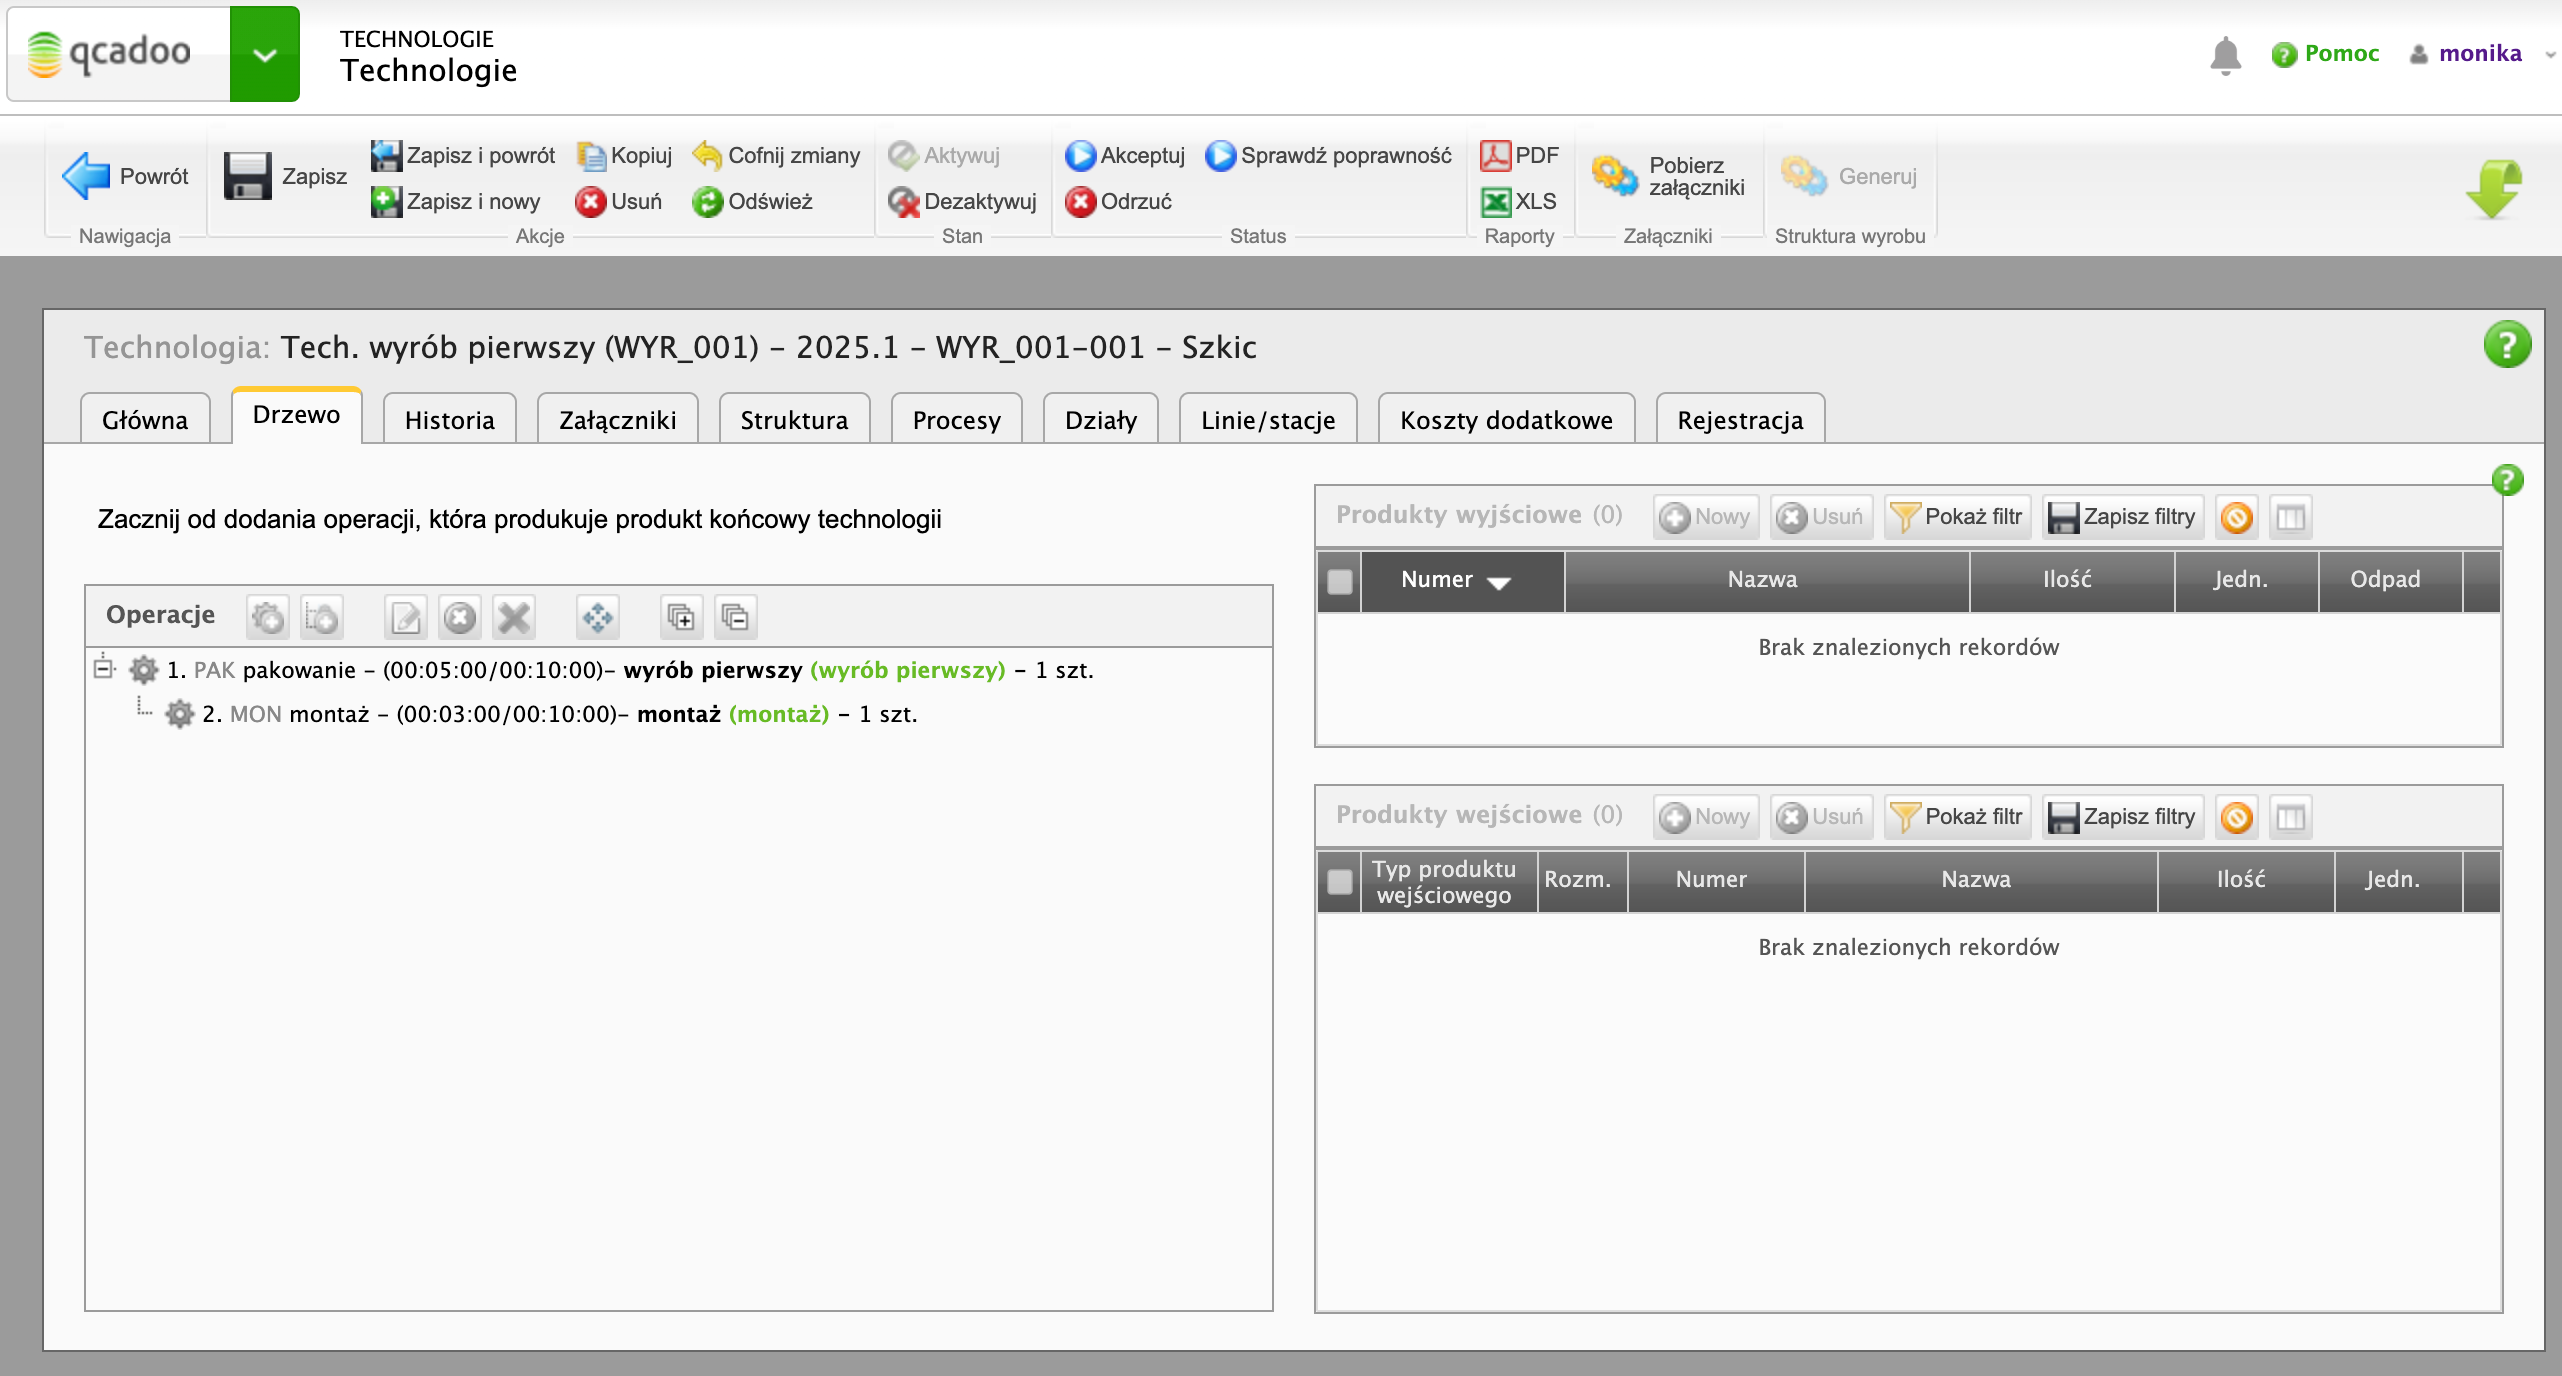 qcadoo
TECHNOLOGIE
Technologie
Pomoc
monika
Powrót
Nawigacja
Zapisz
Zapisz i powrót
Kopiuj
Cofnij zmiany
Zapisz i nowy
Usuń
Odśwież
Akcje
Aktywuj
Dezaktywuj
Stan
Akceptuj
Sprawdź poprawność
Odrzuć
Status
PDF
XLS
Raporty
Pobierz
załączniki
Załączniki
Generuj
Struktura wyrobu
Technologia: Tech. wyrób pierwszy (WYR_001) – 2025.1 – WYR_001-001 – Szkic
Główna
Drzewo
Historia
Załączniki
Struktura
Procesy
Działy
Linie/stacje
Koszty dodatkowe
Rejestracja
Zacznij od dodania operacji, która produkuje produkt końcowy technologii
Operacje
1. PAK pakowanie – (00:05:00/00:10:00)– wyrób pierwszy (wyrób pierwszy) – 1 szt.
2. MON montaż – (00:03:00/00:10:00)– montaż (montaż) – 1 szt.
Produkty wyjściowe (0)
Nowy
Usuń
Pokaż filtr
Zapisz filtry
Numer
Nazwa
Ilość
Jedn.
Odpad
Brak znalezionych rekordów
Produkty wejściowe (0)
Nowy
Usuń
Pokaż filtr
Zapisz filtry
Typ produktu
wejściowego
Rozm.
Numer
Nazwa
Ilość
Jedn.
Brak znalezionych rekordów